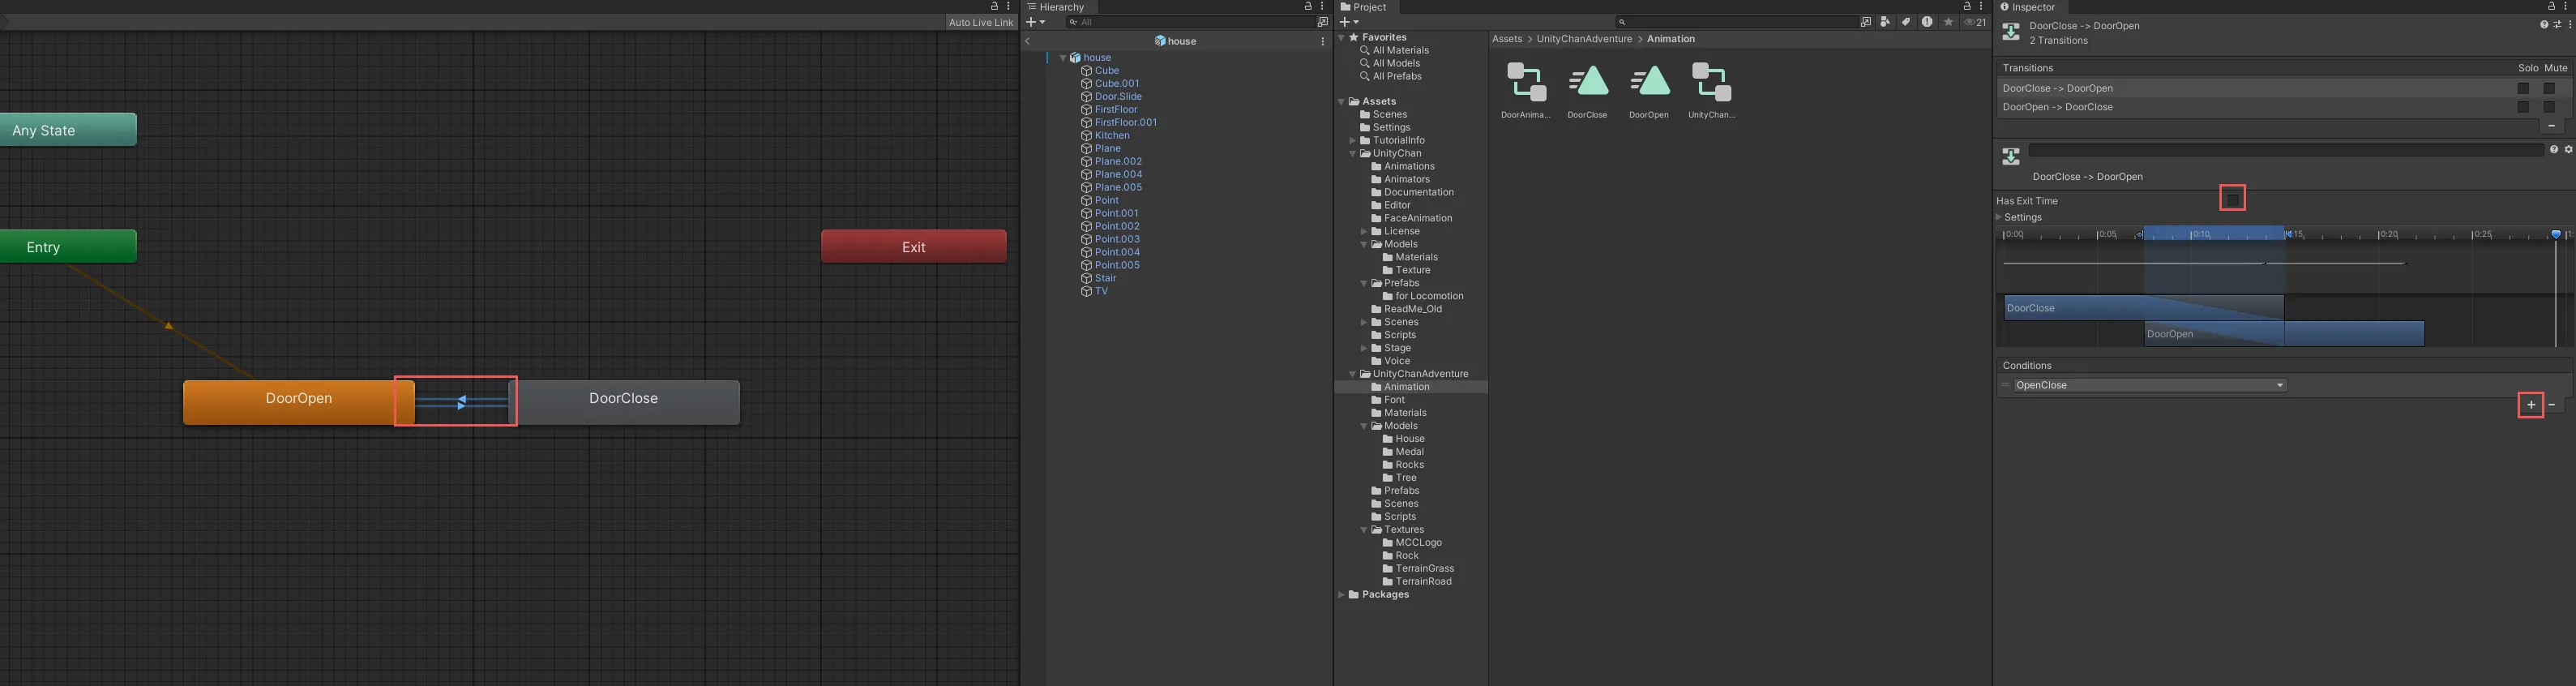 Auto Live Link
Any State
Entry
Exit
DoorOpen
DoorClose
Hierarchy
All
house
house
Cube
Cube.001
Door.Slide
FirstFloor
FirstFloor.001
Kitchen
Plane
Plane.002
Plane.004
Plane.005
Point
Point.001
Point.002
Point.003
Point.004
Point.005
Stair
TV
Project
21
Favorites
All Materials
All Models
All Prefabs
Assets
Scenes
Settings
TutorialInfo
UnityChan
Animations
Animators
Documentation
Editor
FaceAnimation
License
Models
Materials
Texture
Prefabs
for Locomotion
ReadMe_Old
Scenes
Scripts
Stage
Voice
UnityChanAdventure
Animation
Font
Materials
Models
House
Medal
Rocks
Tree
Prefabs
Scenes
Scripts
Textures
MCCLogo
Rock
TerrainGrass
TerrainRoad
Packages
Assets > UnityChanAdventure > Animation
DoorAnima... DoorClose DoorOpen UnityChan...
Inspector
DoorClose -> DoorOpen
2 Transitions
Transitions Solo Mute
DoorClose -> DoorOpen
DoorOpen -> DoorClose
DoorClose -> DoorOpen
Has Exit Time
Settings
0:00 0:05 0:10 0:15 0:20 0:25 1:
DoorClose
DoorOpen
Conditions
OpenClose